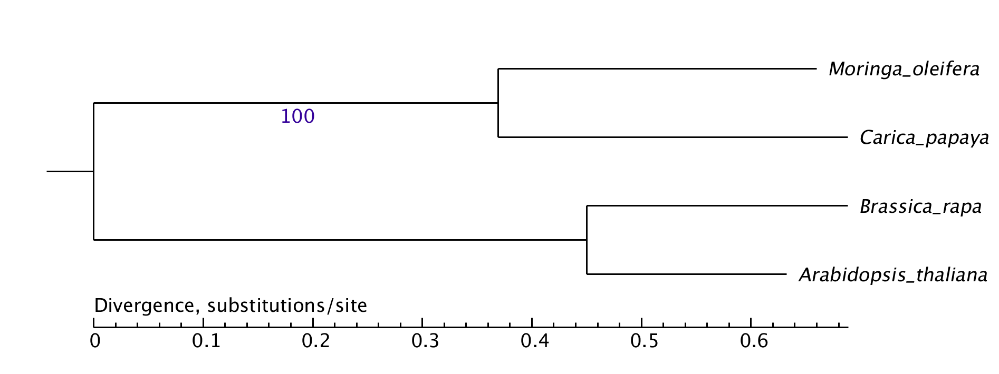 Moringa_oleifera
100
Carica_papaya
Brassica_rapa
Arabidopsis_thaliana
Divergence, substitutions/site
0 0.1 0.2 0.3 0.4 0.5 0.6